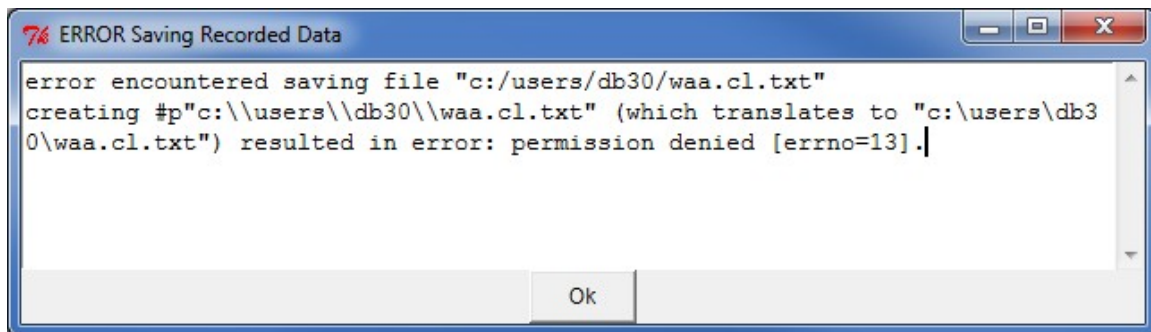 ERROR Saving Recorded Data
error encountered saving file "c:/users/db30/waa.cl.txt"
creating #p"c:\\users\\db30\\waa.cl.txt" (which translates to "c:\users\db3
0\waa.cl.txt") resulted in error: permission denied [errno=13].
Ok